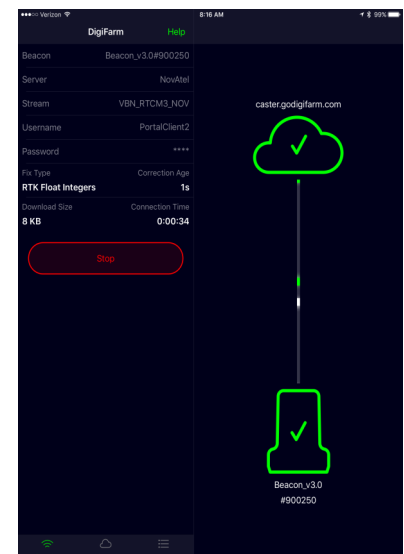 Verizon 8:16 AM 99%
DigiFarm Help
Beacon Beacon_v3.0#900250
Server NovAtel
Stream VBN_RTCM3_NOV
Username PortalClient2
Password ****
Fix Type Correction Age
RTK Float Integers 1s
Download Size Connection Time
8 KB 0:00:34
Stop
caster.godigifarm.com
Beacon_v3.0
#900250